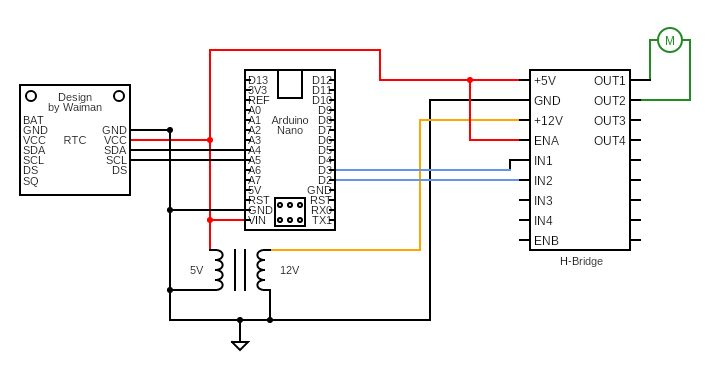 M
Design
by Waiman
BAT
GND
VCC
SDA
SCL
DS
SQ
RTC
GND
VCC
SDA
SCL
DS
D13
3V3
REF
A0
A1
A2
A3
A4
A5
A6
A7
5V
RST
GND
VIN
Arduino
Nano
D12
D11
D10
D9
D8
D7
D6
D5
D4
D3
D2
GND
RST
RX0
TX1
+5V
GND
+12V
ENA
IN1
IN2
IN3
IN4
ENB
OUT1
OUT2
OUT3
OUT4
H-Bridge
5V
12V